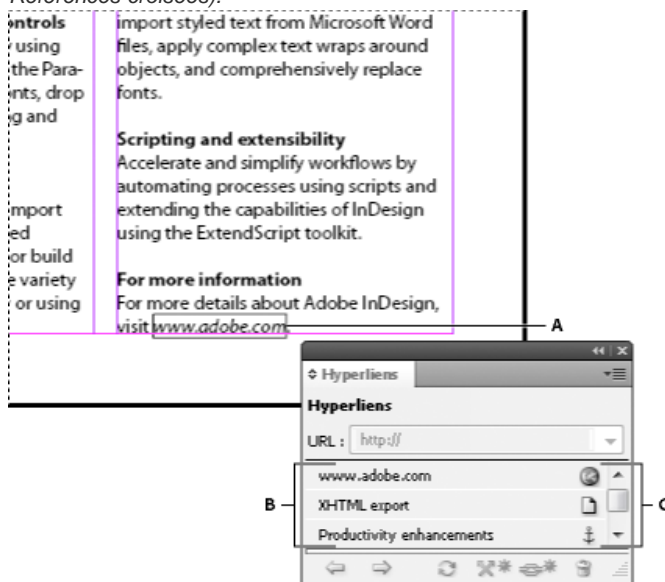 Références croisées).
ontrols
using
the Para-
nts, drop
g and
mport
ed
or build
e variety
or using
import styled text from Microsoft Word
files, apply complex text wraps around
objects, and comprehensively replace
fonts.
Scripting and extensibility
Accelerate and simplify workflows by
automating processes using scripts and
extending the capabilities of InDesign
using the ExtendScript toolkit.
For more information
For more details about Adobe InDesign,
visit www.adobe.com.
A
Hyperliens
Hyperliens
URL : http://
www.adobe.com
XHTML export
Productivity enhancements
B
C